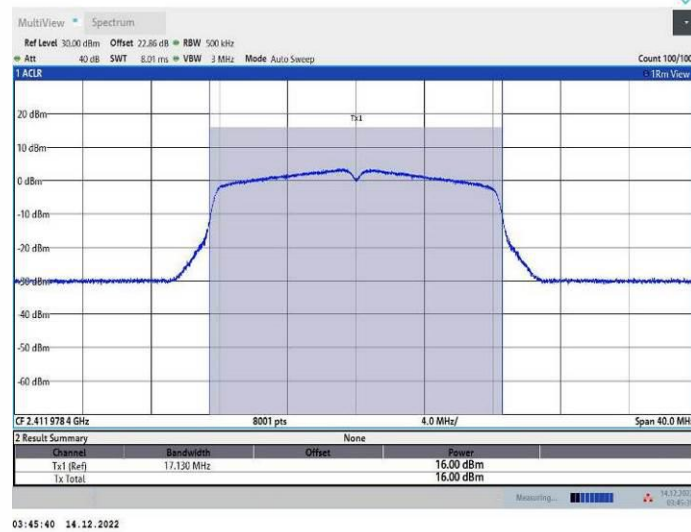 MultiView Spectrum
Ref Level 30.00 dBm Offset 22.86 dB RBW 500 kHz
Att 40 dB SWT 8.01 ms VBW 3 MHz Mode Auto Sweep Count 100/100
1 ACLR 1Rm View
Tx1
20 dBm
10 dBm
0 dBm
-10 dBm
-20 dBm
-30 dBm
-40 dBm
-50 dBm
-60 dBm
CF 2.411 978 4 GHz 8001 pts 4.0 MHz/ Span 40.0 MHz
2 Result Summary None
Channel Bandwidth Offset Power
Tx1 (Ref) 17.130 MHz 16.00 dBm
Tx Total 16.00 dBm
Measuring...
03:45:40 14.12.2022